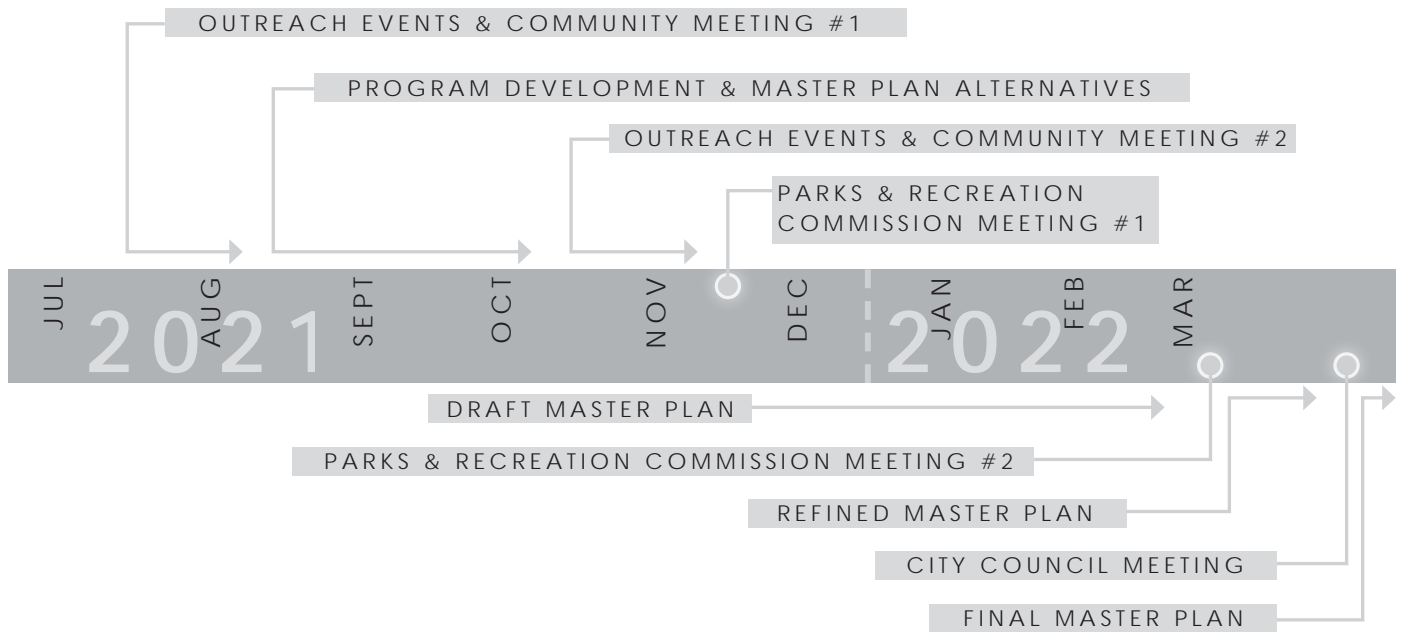 OUTREACH EVENTS & COMMUNITY MEETING #1
PROGRAM DEVELOPMENT & MASTER PLAN ALTERNATIVES
OUTREACH EVENTS & COMMUNITY MEETING #2
PARKS & RECREATION
COMMISSION MEETING #1
JUL
AUG
SEPT
OCT
NOV
DEC
JAN
FEB
MAR
2021
2022
DRAFT MASTER PLAN
PARKS & RECREATION COMMISSION MEETING #2
REFINED MASTER PLAN
CITY COUNCIL MEETING
FINAL MASTER PLAN